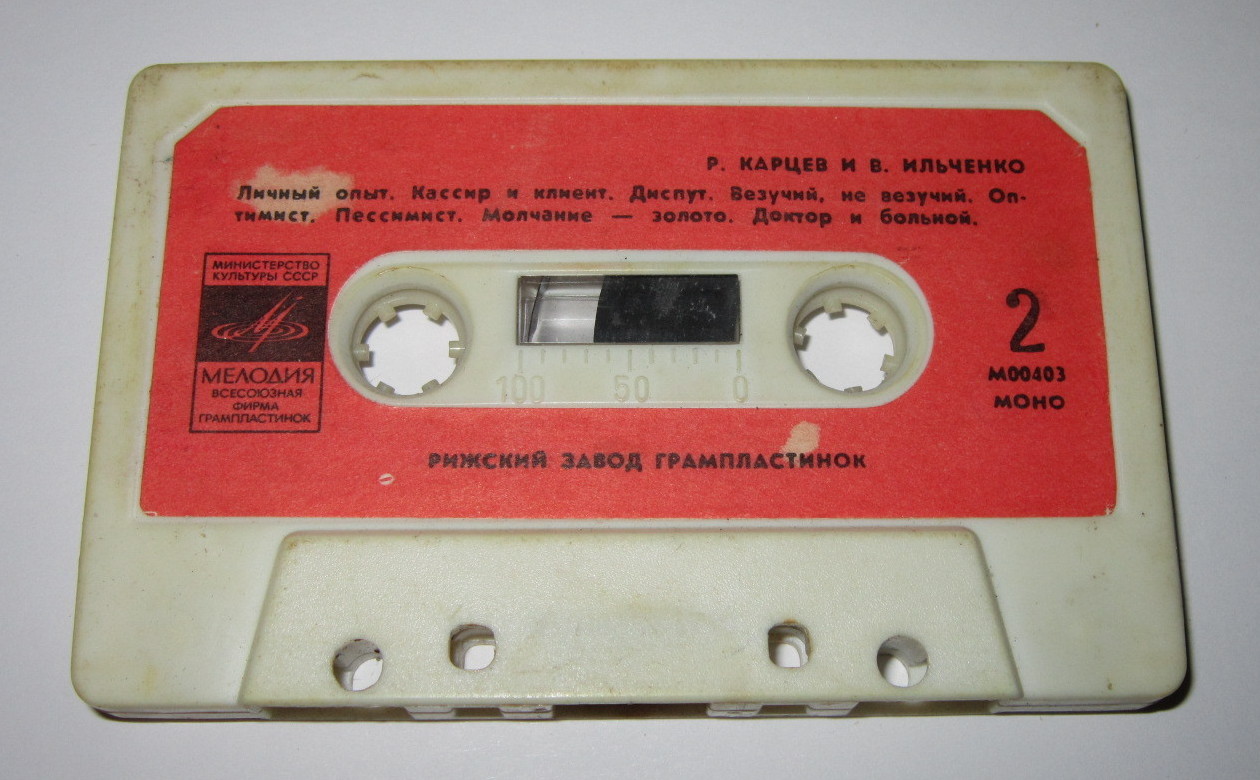 Р. КАРЦЕВ И В. ИЛЬЧЕНКО
Личный опыт. Кассир и клиент. Диспут. Везучий, не везучий. Оп-
тимист. Пессимист. Молчание — золото. Доктор и больной.
МИНИСТЕРСТВО
КУЛЬТУРЫ СССР
МЕЛОДИЯ
ВСЕСОЮЗНАЯ
ФИРМА
ГРАМПЛАСТИНОК
100 50 0
2
М00403
МОНО
РИЖСКИЙ ЗАВОД ГРАМПЛАСТИНОК